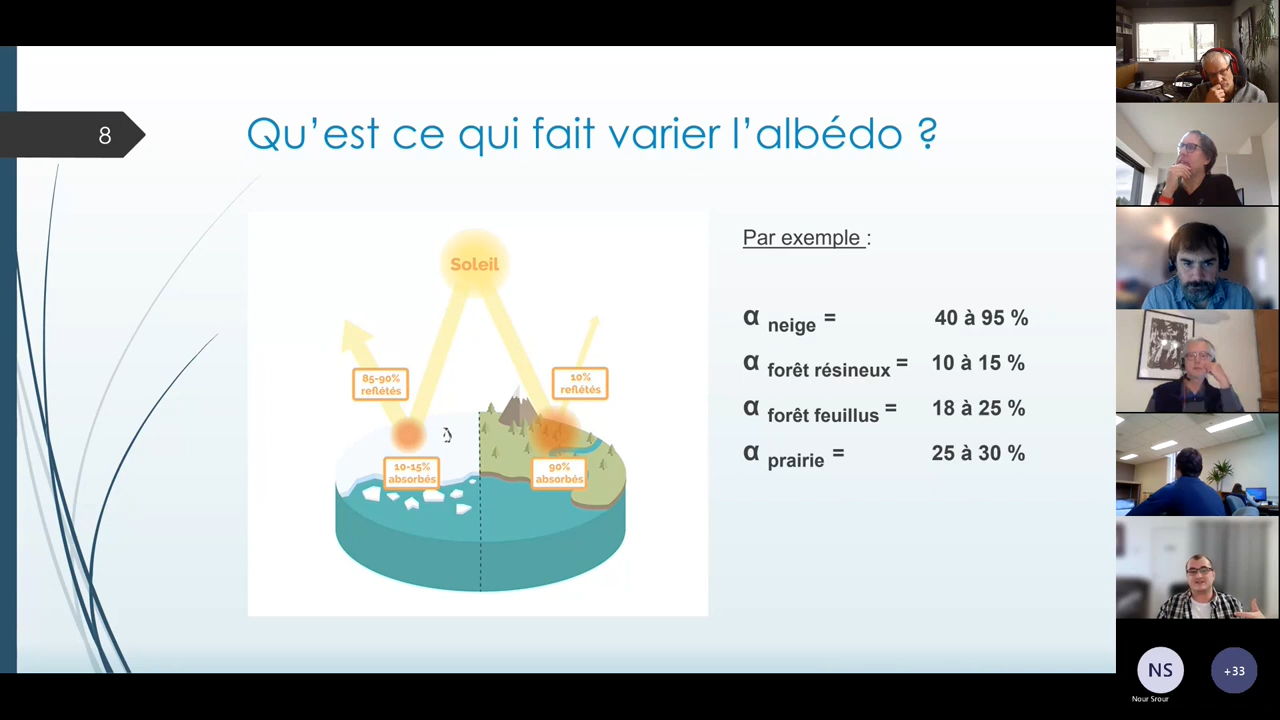 8
Qu'est ce qui fait varier l'albédo ?
Soleil
85-90%
reflétés
10%
reflétés
10-15%
absorbés
90%
absorbés
Par exemple :
α neige = 40 à 95 %
α forêt résineux = 10 à 15 %
α forêt feuillus = 18 à 25 %
α prairie = 25 à 30 %
NS
Nour Srour
+33